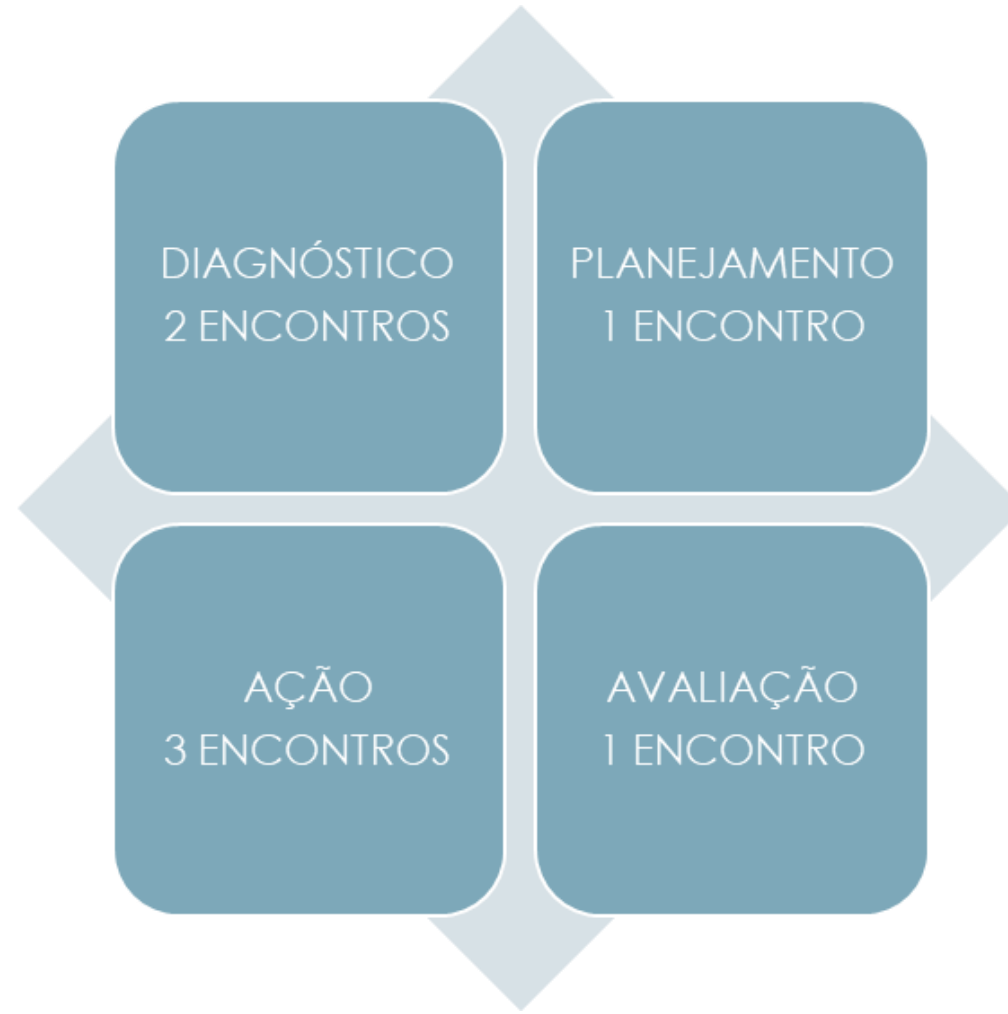 DIAGNÓSTICO
2 ENCONTROS
PLANEJAMENTO
1 ENCONTRO
AÇÃO
3 ENCONTROS
AVALIAÇÃO
1 ENCONTRO